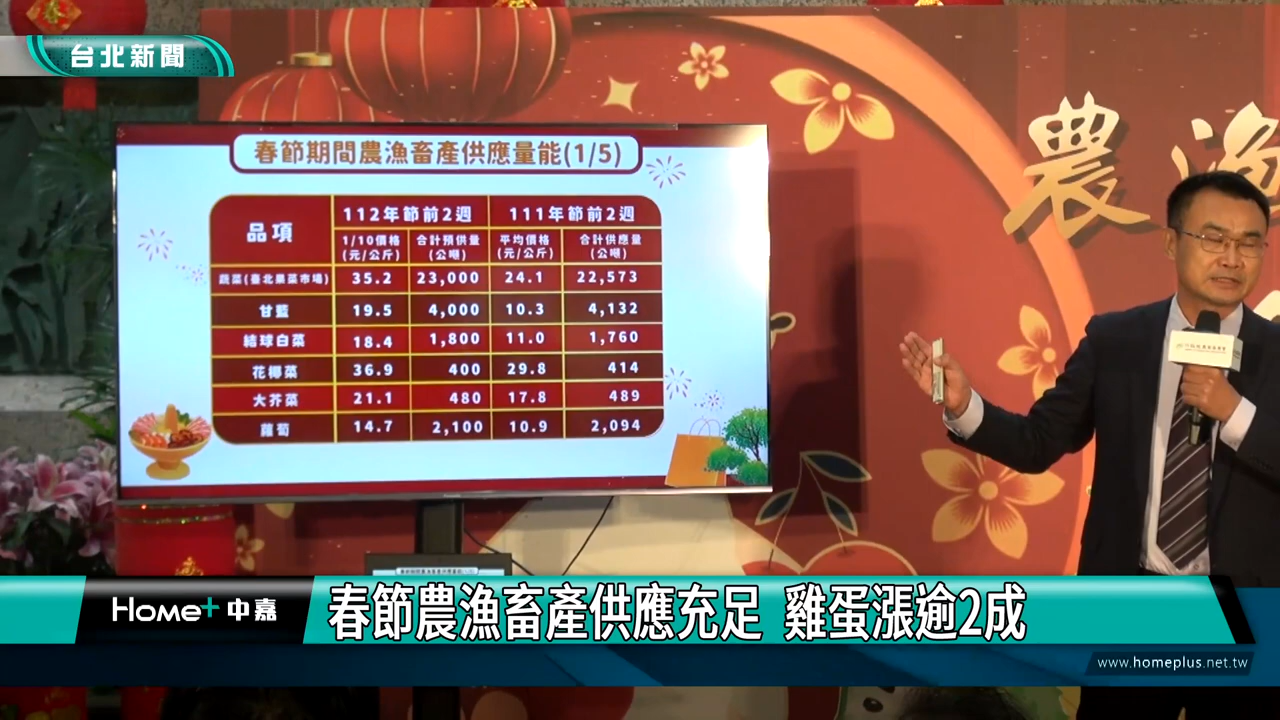 台北新聞
春
農漁
春節期間農漁畜產供應量能(1/5)
品項 112年節前2週 111年節前2週
1/10價格(元/公斤) 合計預供量(公噸) 平均價格(元/公斤) 合計供應量(公噸)
蔬菜(臺北果菜市場) 35.2 23,000 24.1 22,573
甘藍 19.5 4,000 10.3 4,132
結球白菜 18.4 1,800 11.0 1,760
花椰菜 36.9 400 29.8 414
大芥菜 21.1 480 17.8 489
蘿蔔 14.7 2,100 10.9 2,094
Home+ 中嘉
春節農漁畜產供應充足 雞蛋漲逾2成
www.homeplus.net.tw